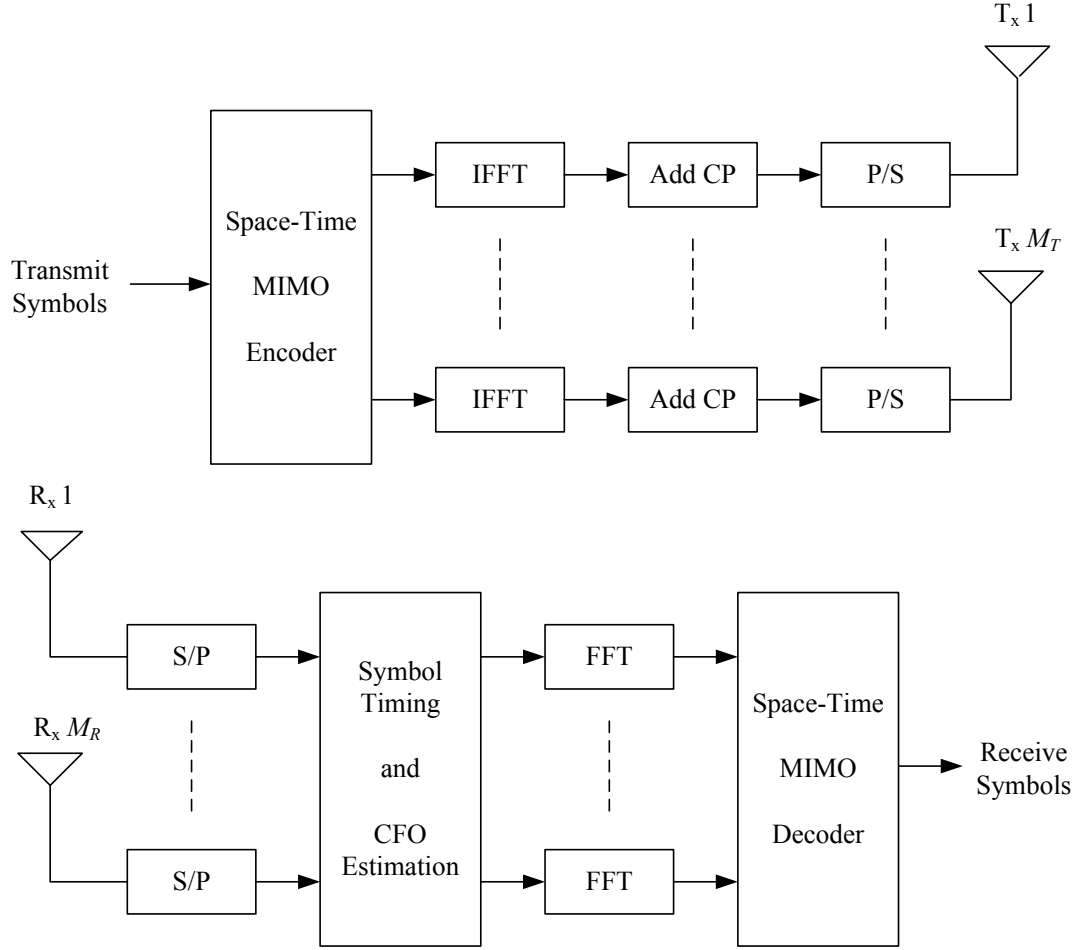 Tx 1
IFFT
Add CP
P/S
Space-Time
MIMO
Encoder
Transmit
Symbols
Tx MT
IFFT
Add CP
P/S
Rx 1
S/P
Symbol
Timing
and
CFO
Estimation
FFT
Space-Time
MIMO
Decoder
Rx MR
Receive
Symbols
S/P
FFT